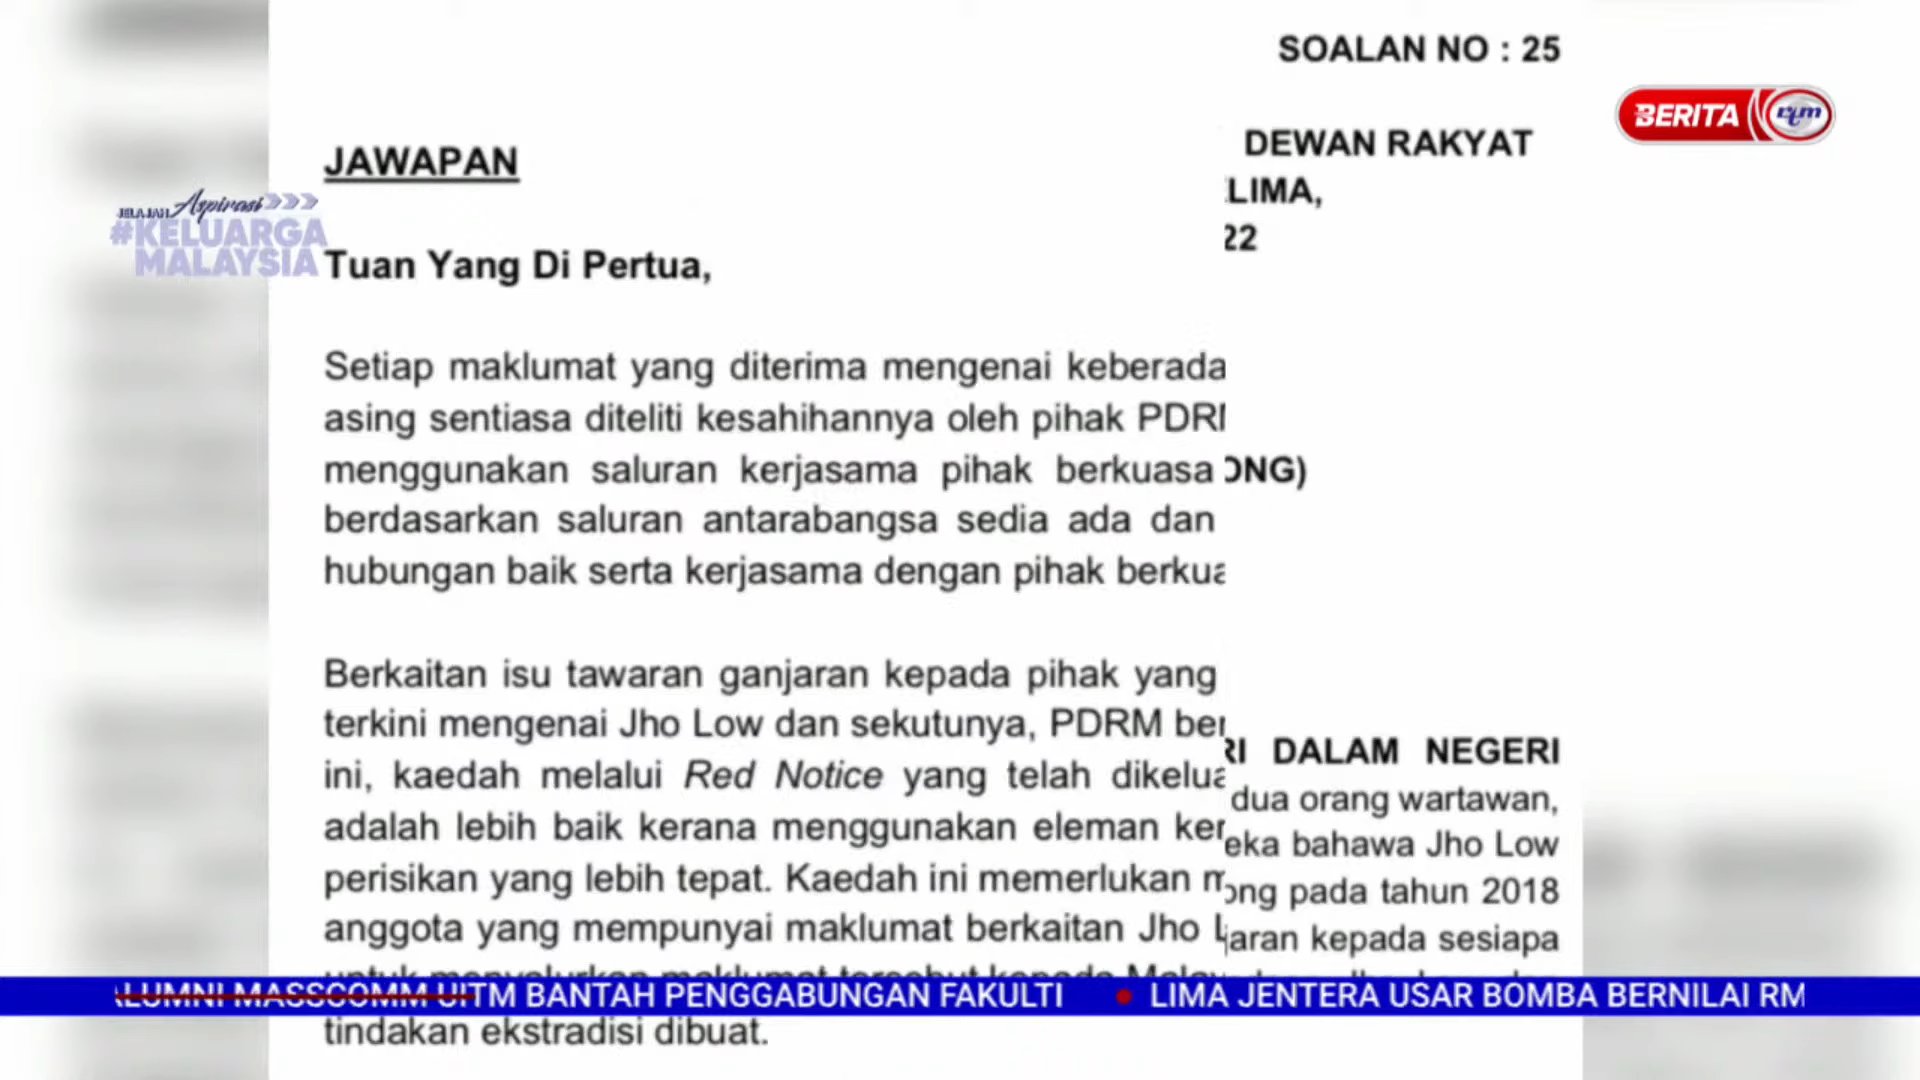 SOALAN NO : 25
BERITA rtm
DEWAN RAKYAT
JAWAPAN
LIMA,
JELAJAH Aspirasi
#KELUARGA
MALAYSIA
22
Tuan Yang Di Pertua,
Setiap maklumat yang diterima mengenai keberada
asing sentiasa diteliti kesahihannya oleh pihak PDR
menggunakan saluran kerjasama pihak berkuasa
ONG)
berdasarkan saluran antarabangsa sedia ada dan
hubungan baik serta kerjasama dengan pihak berkua
Berkaitan isu tawaran ganjaran kepada pihak yang
terkini mengenai Jho Low dan sekutunya, PDRM ber
ini, kaedah melalui Red Notice yang telah dikelua
adalah lebih baik kerana menggunakan eleman ker
perisikan yang lebih tepat. Kaedah ini memerlukan
anggota yang mempunyai maklumat berkaitan Jho L
RI DALAM NEGERI
dua orang wartawan,
eka bahawa Jho Low
ong pada tahun 2018
jaran kepada sesiapa
ALUMNI MASSCOMM UITM BANTAH PENGGABUNGAN FAKULTI • LIMA JENTERA USAR BOMBA BERNILAI RM
tindakan ekstradisi dibuat.